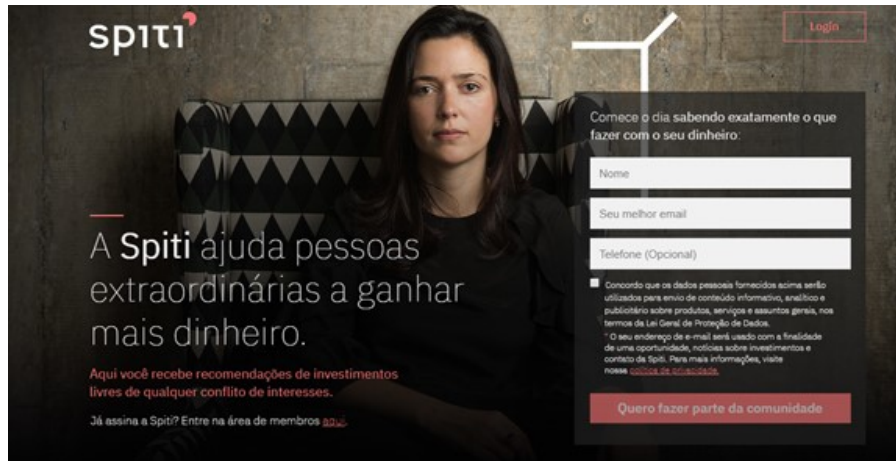 spiti
Login
Comece o dia sabendo exatamente o que
fazer com o seu dinheiro:
Nome
Seu melhor email
Telefone (Opcional)
Concordo que os dados pessoais fornecidos acima serão
utilizados para envio de conteúdo informativo, analítico e
publicitário sobre produtos, serviços e assuntos gerais, nos
termos da Lei Geral de Proteção de Dados.
* O seu endereço de e-mail será usado com a finalidade
de uma oportunidade, notícias sobre investimentos e
contato da Spiti. Para mais informações, visite
nossa política de privacidade.
Quero fazer parte da comunidade
A Spiti ajuda pessoas
extraordinárias a ganhar
mais dinheiro.
Aqui você recebe recomendações de investimentos
livres de qualquer conflito de interesses.
Já assina a Spiti? Entre na área de membros aqui.